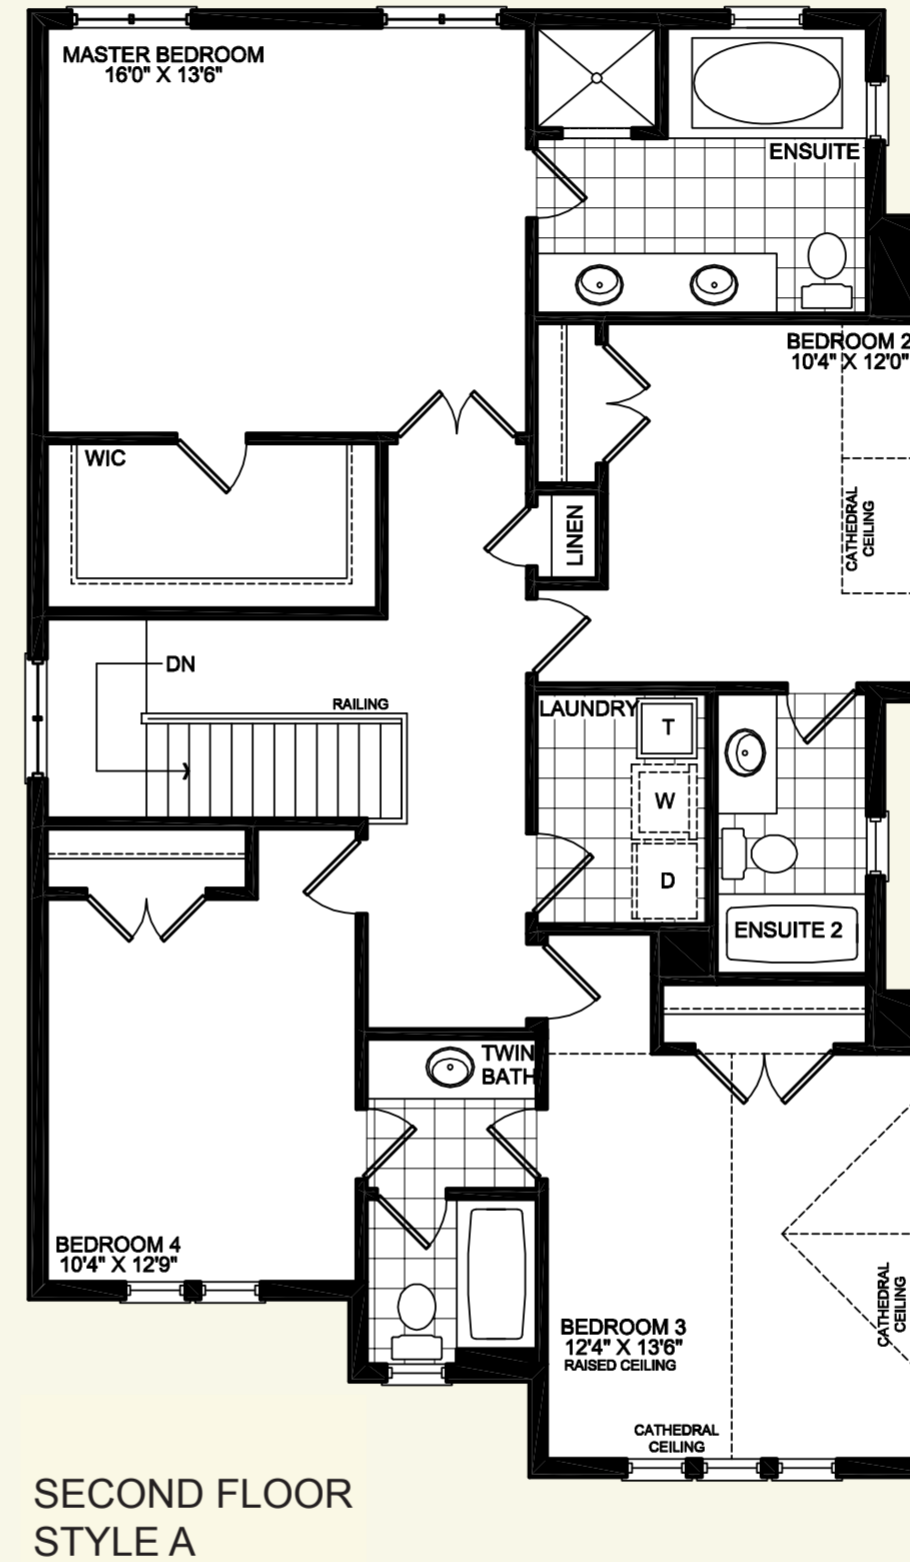 MASTER BEDROOM
16'0" X 13'6"
ENSUITE
BEDROOM 2
10'4" X 12'0"
WIC
LINEN
CATHEDRAL
CEILING
DN
RAILING
LAUNDRY
T
W
D
ENSUITE 2
TWIN
BATH
BEDROOM 4
10'4" X 12'9"
BEDROOM 3
12'4" X 13'6"
RAISED CEILING
CATHEDRAL
CEILING
CATHEDRAL
CEILING
SECOND FLOOR
STYLE A